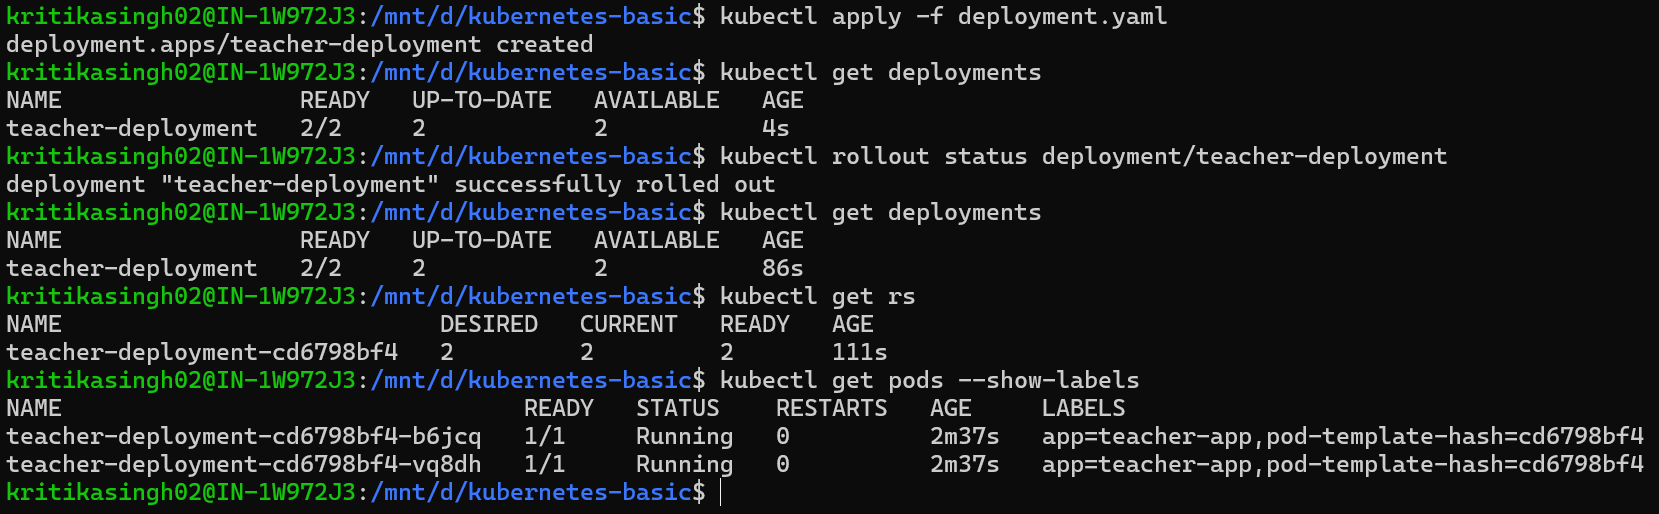 kritikasingh02@IN-1W972J3:/mnt/d/kubernetes-basic$ kubectl apply -f deployment.yaml
deployment.apps/teacher-deployment created
kritikasingh02@IN-1W972J3:/mnt/d/kubernetes-basic$ kubectl get deployments
NAME                 READY   UP-TO-DATE   AVAILABLE   AGE
teacher-deployment   2/2     2            2           4s
kritikasingh02@IN-1W972J3:/mnt/d/kubernetes-basic$ kubectl rollout status deployment/teacher-deployment
deployment "teacher-deployment" successfully rolled out
kritikasingh02@IN-1W972J3:/mnt/d/kubernetes-basic$ kubectl get deployments
NAME                 READY   UP-TO-DATE   AVAILABLE   AGE
teacher-deployment   2/2     2            2           86s
kritikasingh02@IN-1W972J3:/mnt/d/kubernetes-basic$ kubectl get rs
NAME                           DESIRED   CURRENT   READY   AGE
teacher-deployment-cd6798bf4   2         2         2       111s
kritikasingh02@IN-1W972J3:/mnt/d/kubernetes-basic$ kubectl get pods --show-labels
NAME                                 READY   STATUS    RESTARTS   AGE     LABELS
teacher-deployment-cd6798bf4-b6jcq   1/1     Running   0          2m37s   app=teacher-app,pod-template-hash=cd6798bf4
teacher-deployment-cd6798bf4-vq8dh   1/1     Running   0          2m37s   app=teacher-app,pod-template-hash=cd6798bf4
kritikasingh02@IN-1W972J3:/mnt/d/kubernetes-basic$